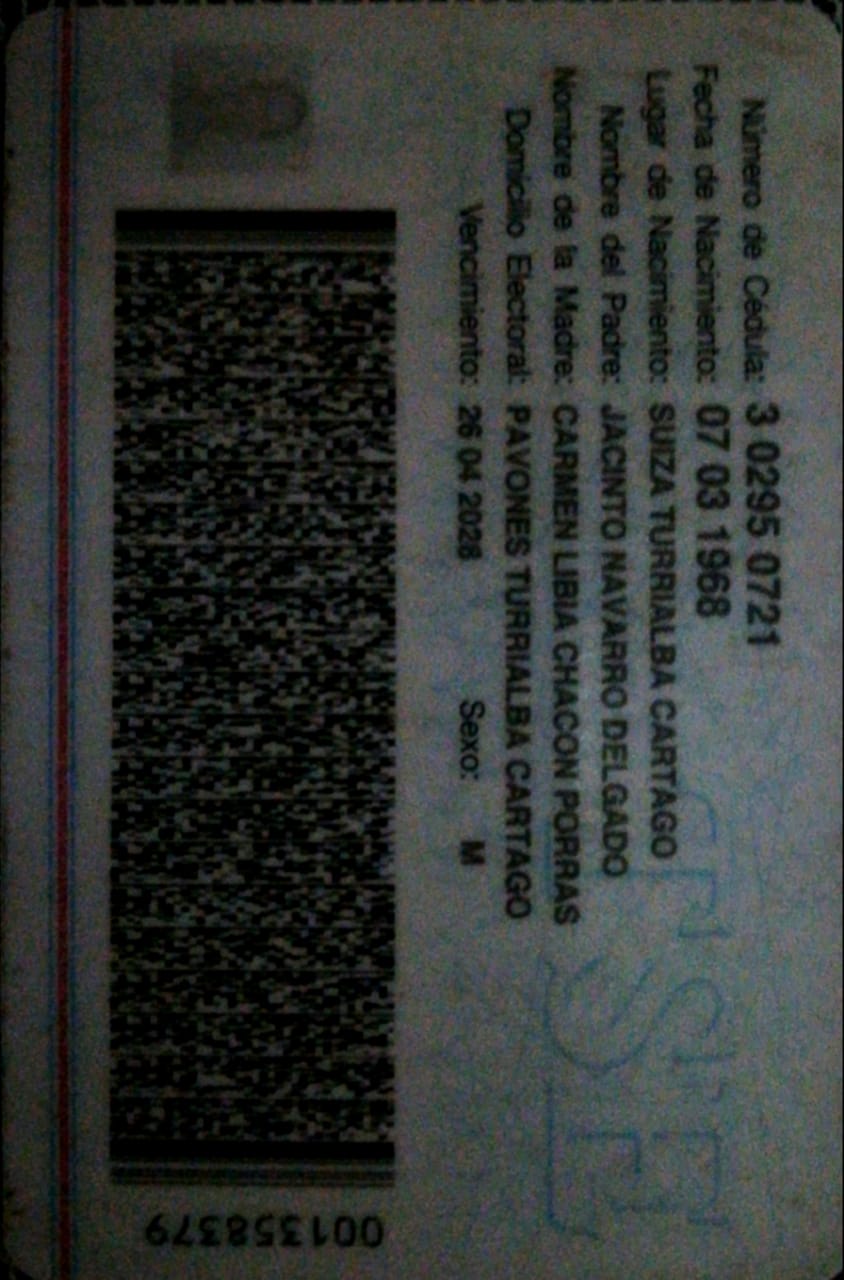 Número de Cédula: 3 0295 0721
Fecha de Nacimiento: 07 03 1968
Lugar de Nacimiento: SUIZA TURRIALBA CARTAGO
Nombre del Padre: JACINTO NAVARRO DELGADO
Nombre de la Madre: CARMEN LIBIA CHACON PORRAS
Domicilio Electoral: PAVONES TURRIALBA CARTAGO
Vencimiento: 26 04 2028 Sexo: M
001358379